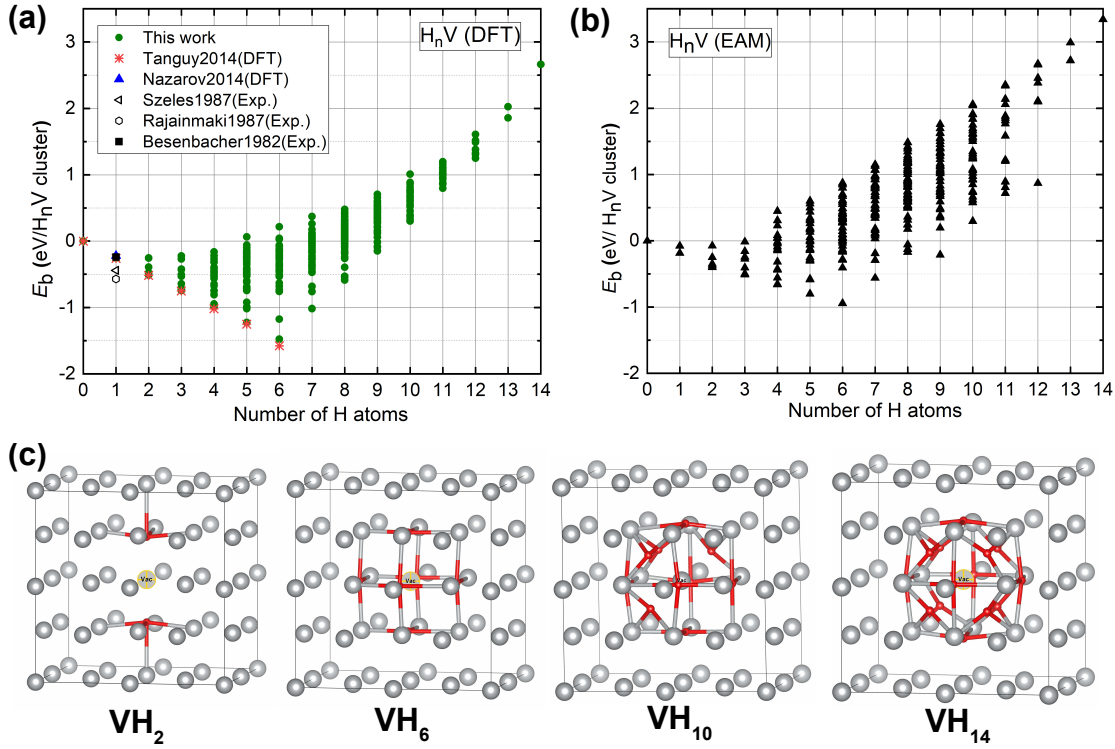 (a)
This work
Tanguy2014(DFT)
Nazarov2014(DFT)
Szeles1987(Exp.)
Rajainmaki1987(Exp.)
Besenbacher1982(Exp.)
HnV (DFT)
3
2
1
0
-1
-2
Eb (eV/HnV cluster)
0 1 2 3 4 5 6 7 8 9 10 11 12 13 14
Number of H atoms
(b)
HnV (EAM)
3
2
1
0
-1
-2
Eb (eV/ HnV cluster)
0 1 2 3 4 5 6 7 8 9 10 11 12 13 14
Number of H atoms
(c)
Vac
Vac
Vac
Vac
VH2
VH6
VH10
VH14